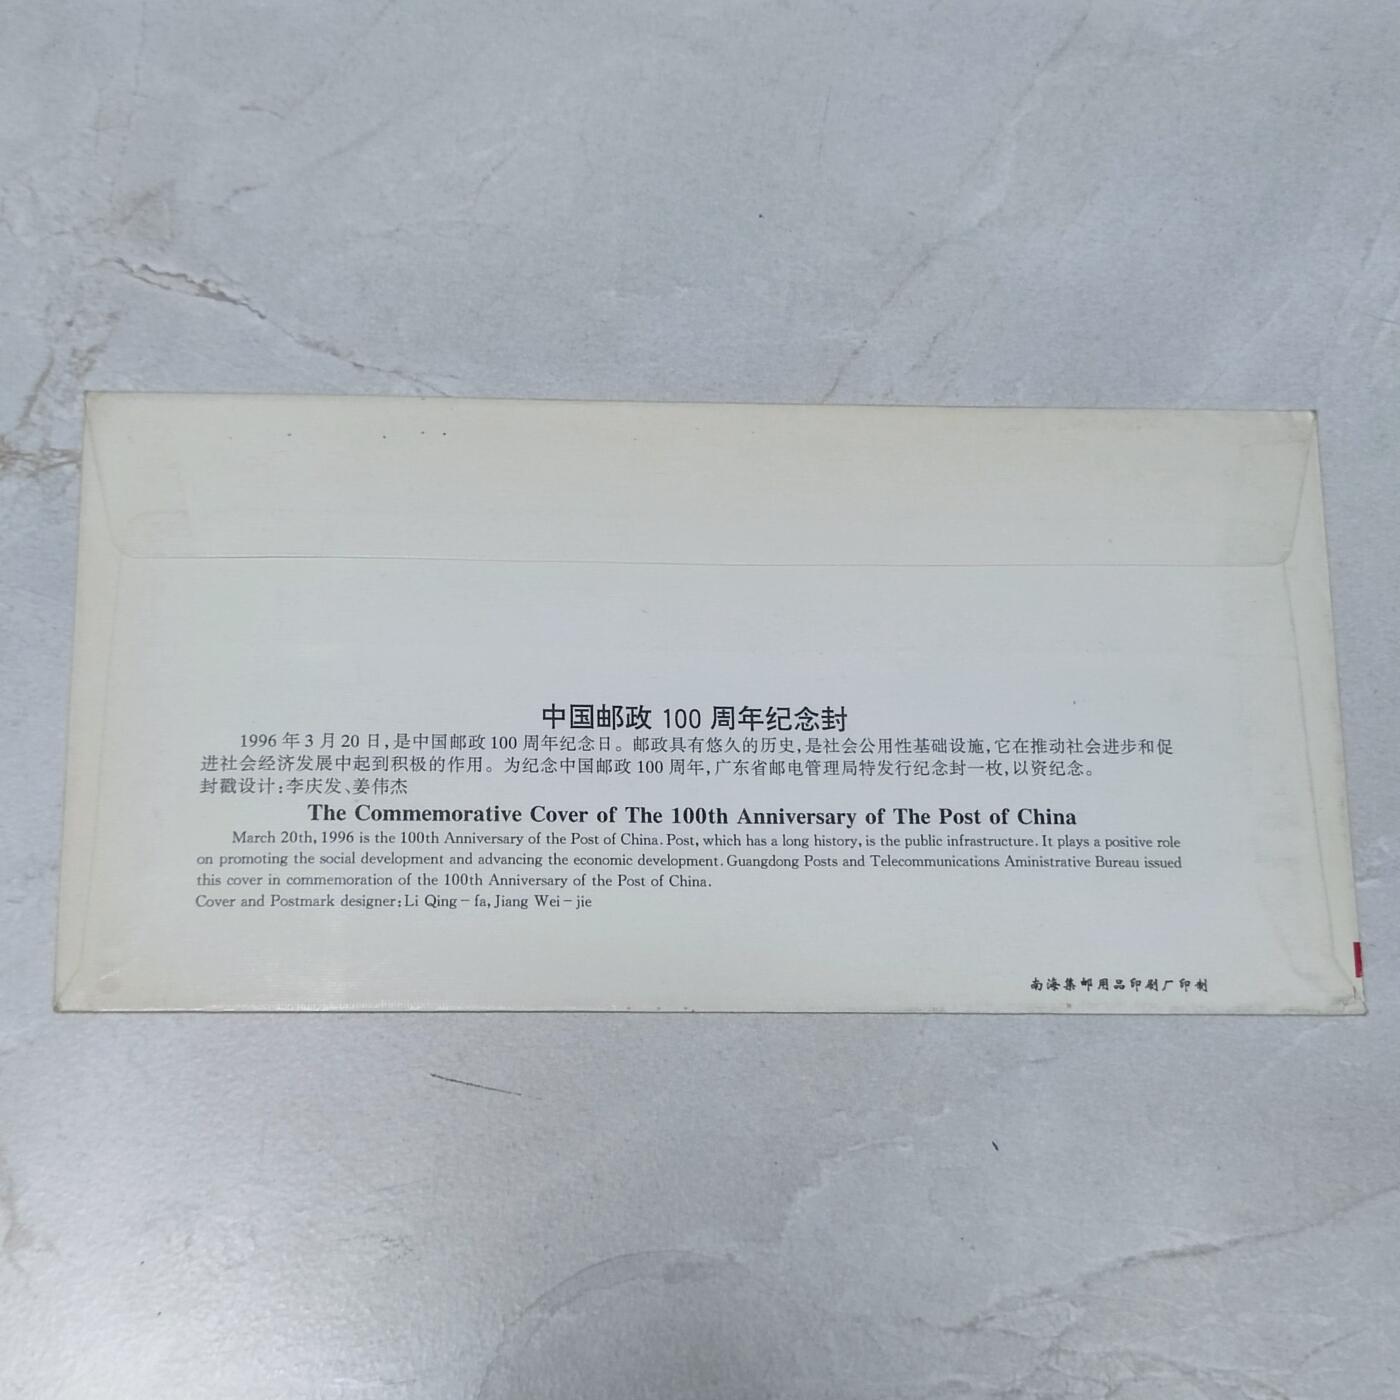 中国邮政 100 周年纪念封
1996 年 3 月 20 日,是中国邮政 100 周年纪念日。邮政具有悠久的历史,是社会公用性基础设施,它在推动社会进步和促
进社会经济发展中起到积极的作用。为纪念中国邮政 100 周年,广东省邮电管理局特发行纪念封一枚,以资纪念。
封戳设计:李庆发、姜伟杰
The Commemorative Cover of The 100th Anniversary of The Post of China
March 20th, 1996 is the 100th Anniversary of the Post of China. Post, which has a long history, is the public infrastructure. It plays a positive role
on promoting the social development and advancing the economic development. Guangdong Posts and Telecommunications Aministrative Bureau issued
this cover in commemoration of the 100th Anniversary of the Post of China.
Cover and Postmark designer: Li Qing - fa, Jiang Wei - jie
南海集邮用品印刷厂印制